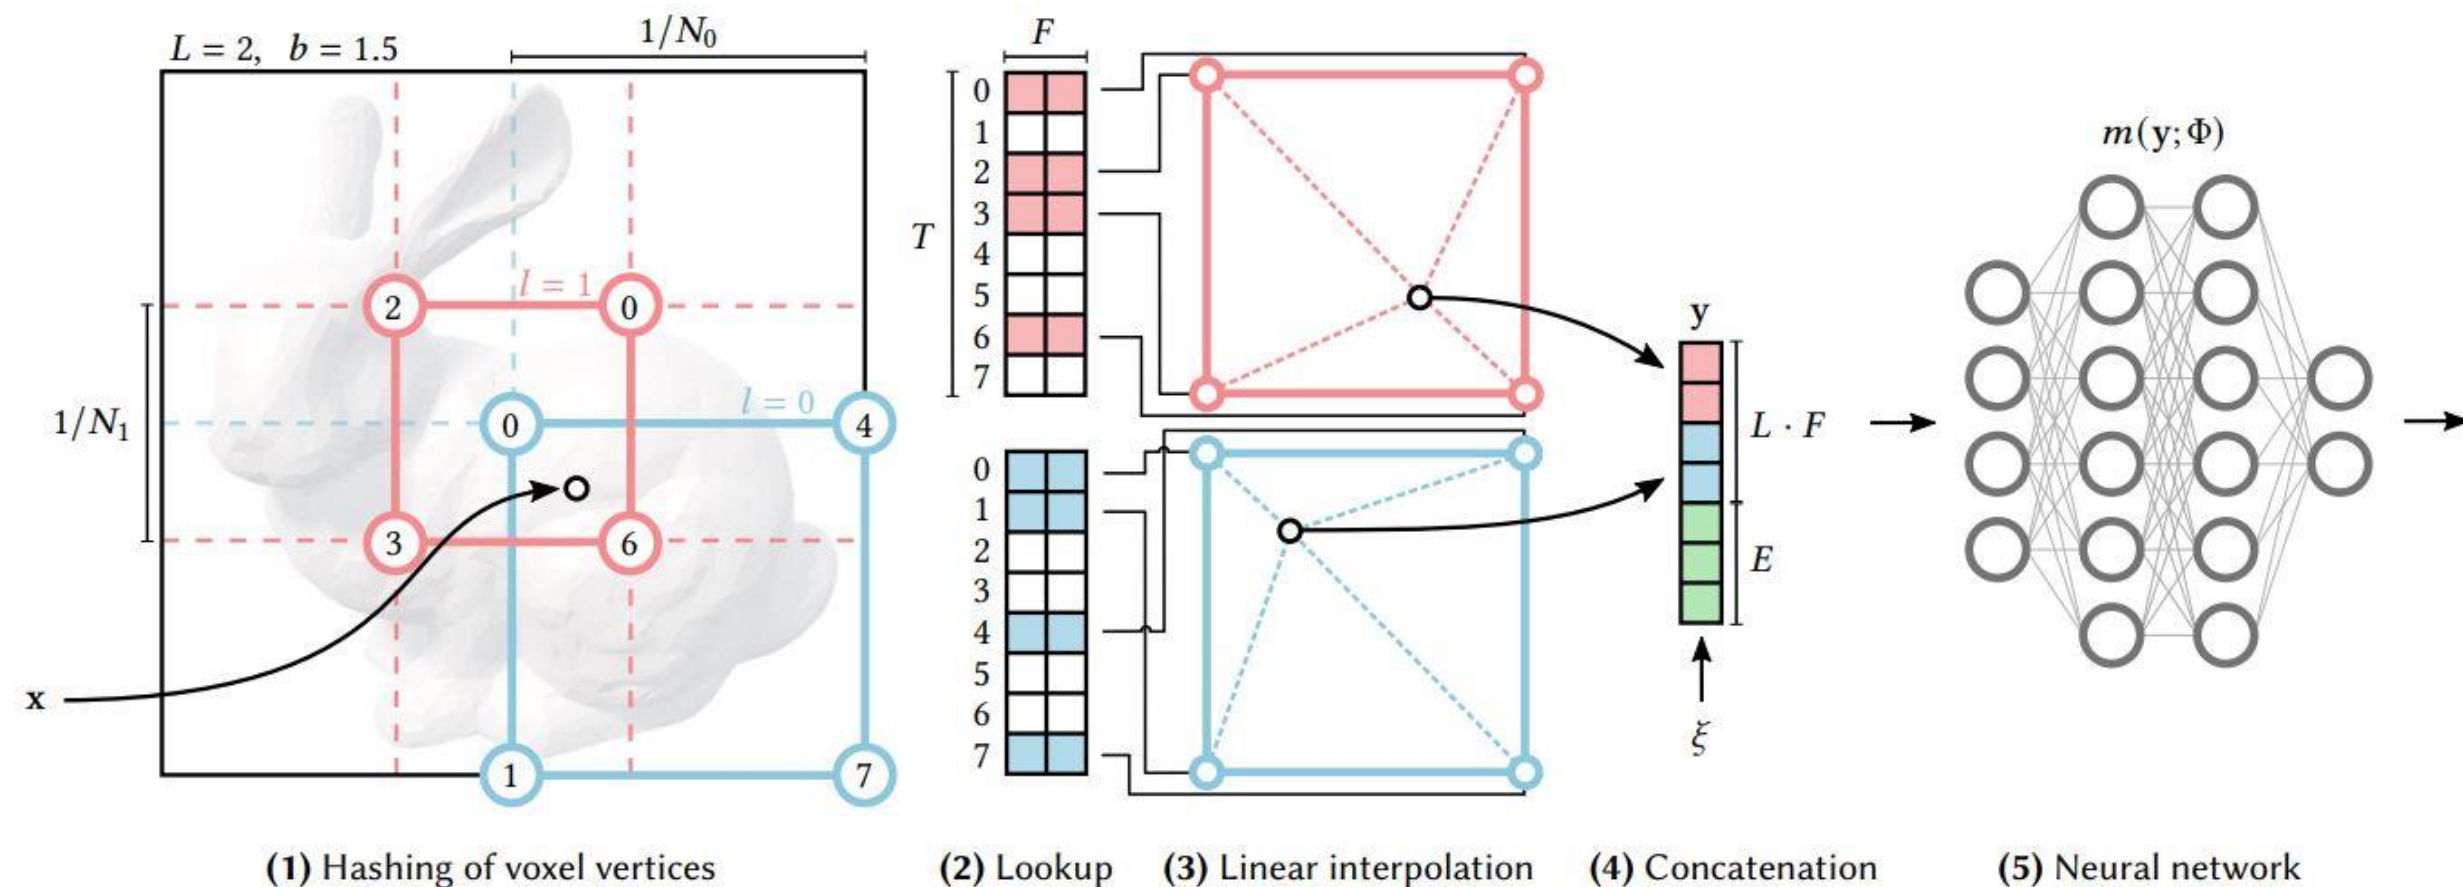 L = 2, b = 1.5
1/N₀
l = 1
2
0
1/N₁
l = 0
0
4
3
6
x
1
7
F
T
0
1
2
3
4
5
6
7
0
1
2
3
4
5
6
7
y
L · F
E
ξ
m(y; Φ)
(1) Hashing of voxel vertices
(2) Lookup
(3) Linear interpolation
(4) Concatenation
(5) Neural network